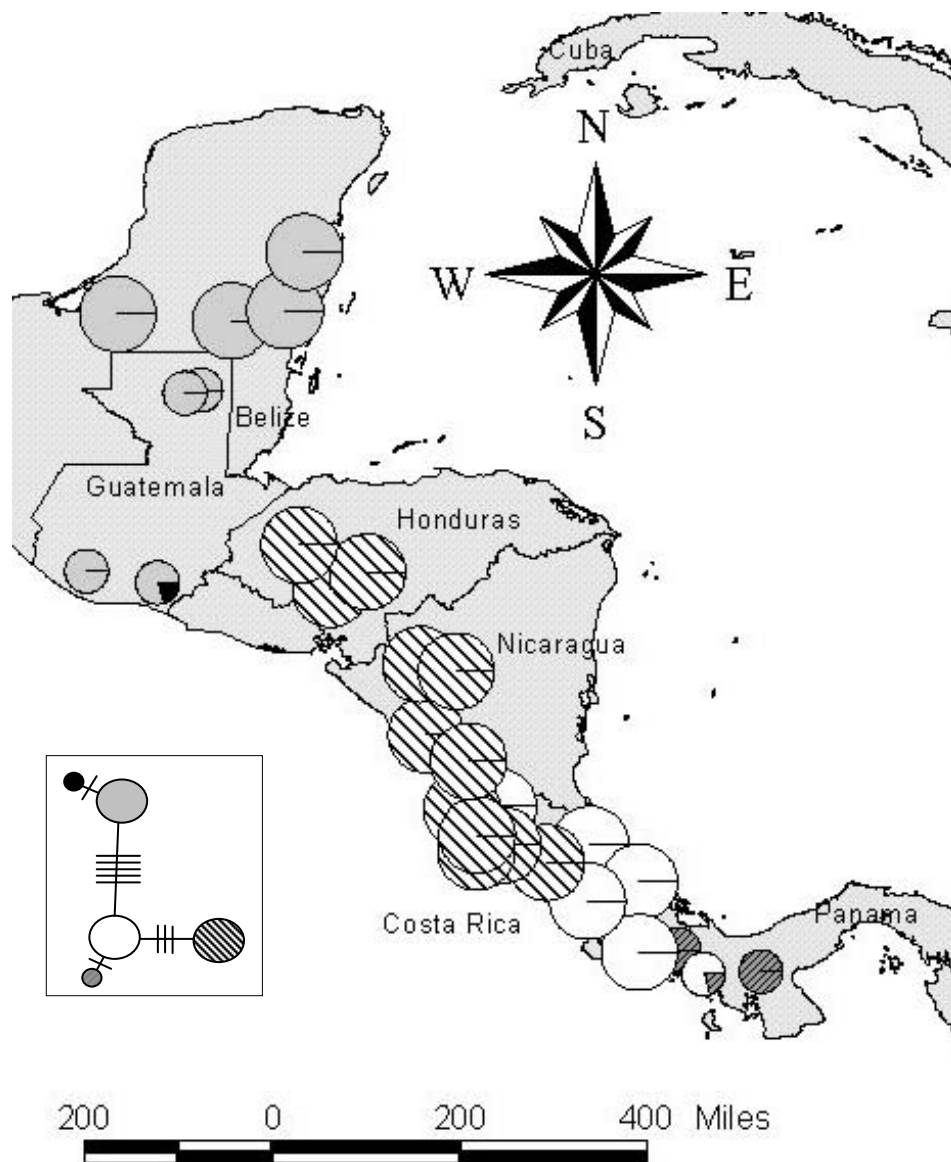 Cuba
N
W
E
S
Belize
Guatemala
Honduras
Nicaragua
Costa Rica
Panama
200 0 200 400 Miles